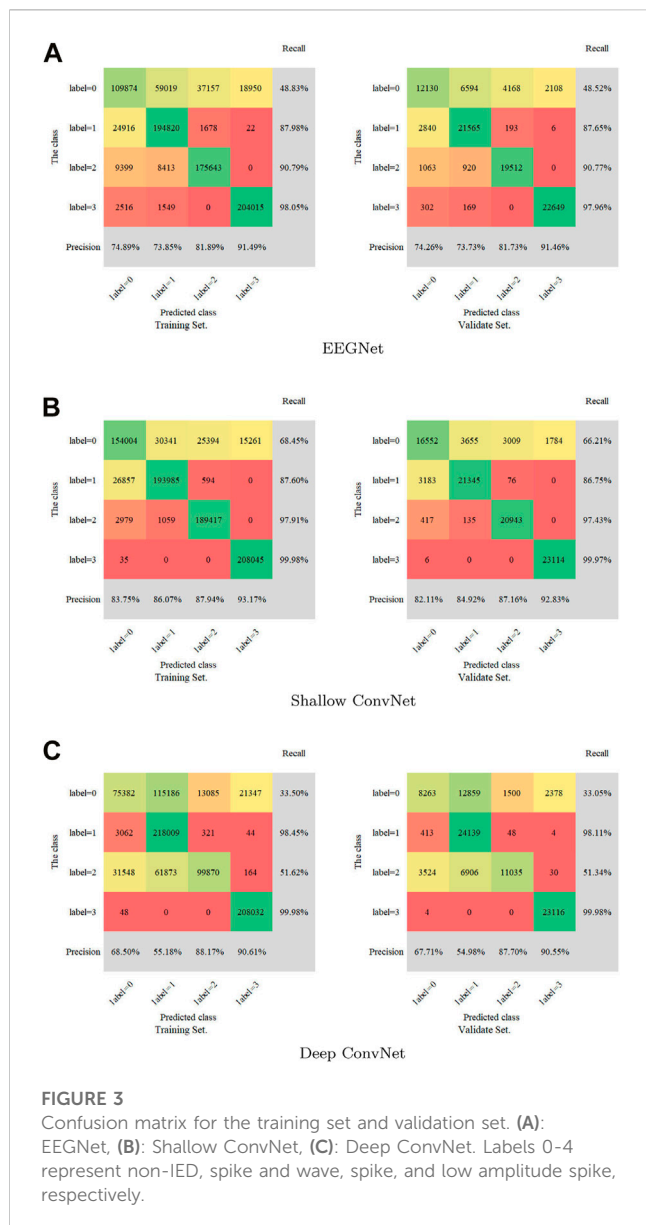 A
Recall Recall
label=0 109874 59019 37157 18950 48.83% label=0 12130 6594 4168 2108 48.52%
label=1 24916 194820 1678 22 87.98% label=1 2840 21565 193 6 87.65%
The class The class
label=2 9399 8413 175643 0 90.79% label=2 1063 920 19512 0 90.77%
label=3 2516 1549 0 204015 98.05% label=3 302 169 0 22649 97.96%
Precision 74.89% 73.85% 81.89% 91.49% Precision 74.26% 73.73% 81.73% 91.46%
label=0 label=1 label=2 label=3 label=0 label=1 label=2 label=3
Predicted class Predicted class
Training Set. Validate Set.
EEGNet
B
Recall Recall
label=0 154004 30341 25394 15261 68.45% label=0 16552 3655 3009 1784 66.21%
label=1 26857 193985 594 0 87.60% label=1 3183 21345 76 0 86.75%
The class The class
label=2 2979 1059 189417 0 97.91% label=2 417 135 20943 0 97.43%
label=3 35 0 0 208045 99.98% label=3 6 0 0 23114 99.97%
Precision 83.75% 86.07% 87.94% 93.17% Precision 82.11% 84.92% 87.16% 92.83%
label=0 label=1 label=2 label=3 label=0 label=1 label=2 label=3
Predicted class Predicted class
Training Set. Validate Set.
Shallow ConvNet
C
Recall Recall
label=0 75382 115186 13085 21347 33.50% label=0 8263 12859 1500 2378 33.05%
label=1 3062 218009 321 44 98.45% label=1 413 24139 48 4 98.11%
The class The class
label=2 31548 61873 99870 164 51.62% label=2 3524 6906 11035 30 51.34%
label=3 48 0 0 208032 99.98% label=3 4 0 0 23116 99.98%
Precision 68.50% 55.18% 88.17% 90.61% Precision 67.71% 54.98% 87.70% 90.55%
label=0 label=1 label=2 label=3 label=0 label=1 label=2 label=3
Predicted class Predicted class
Training Set. Validate Set.
Deep ConvNet
FIGURE 3
Confusion matrix for the training set and validation set. (A):
EEGNet, (B): Shallow ConvNet, (C): Deep ConvNet. Labels 0-4
represent non-IED, spike and wave, spike, and low amplitude spike,
respectively.